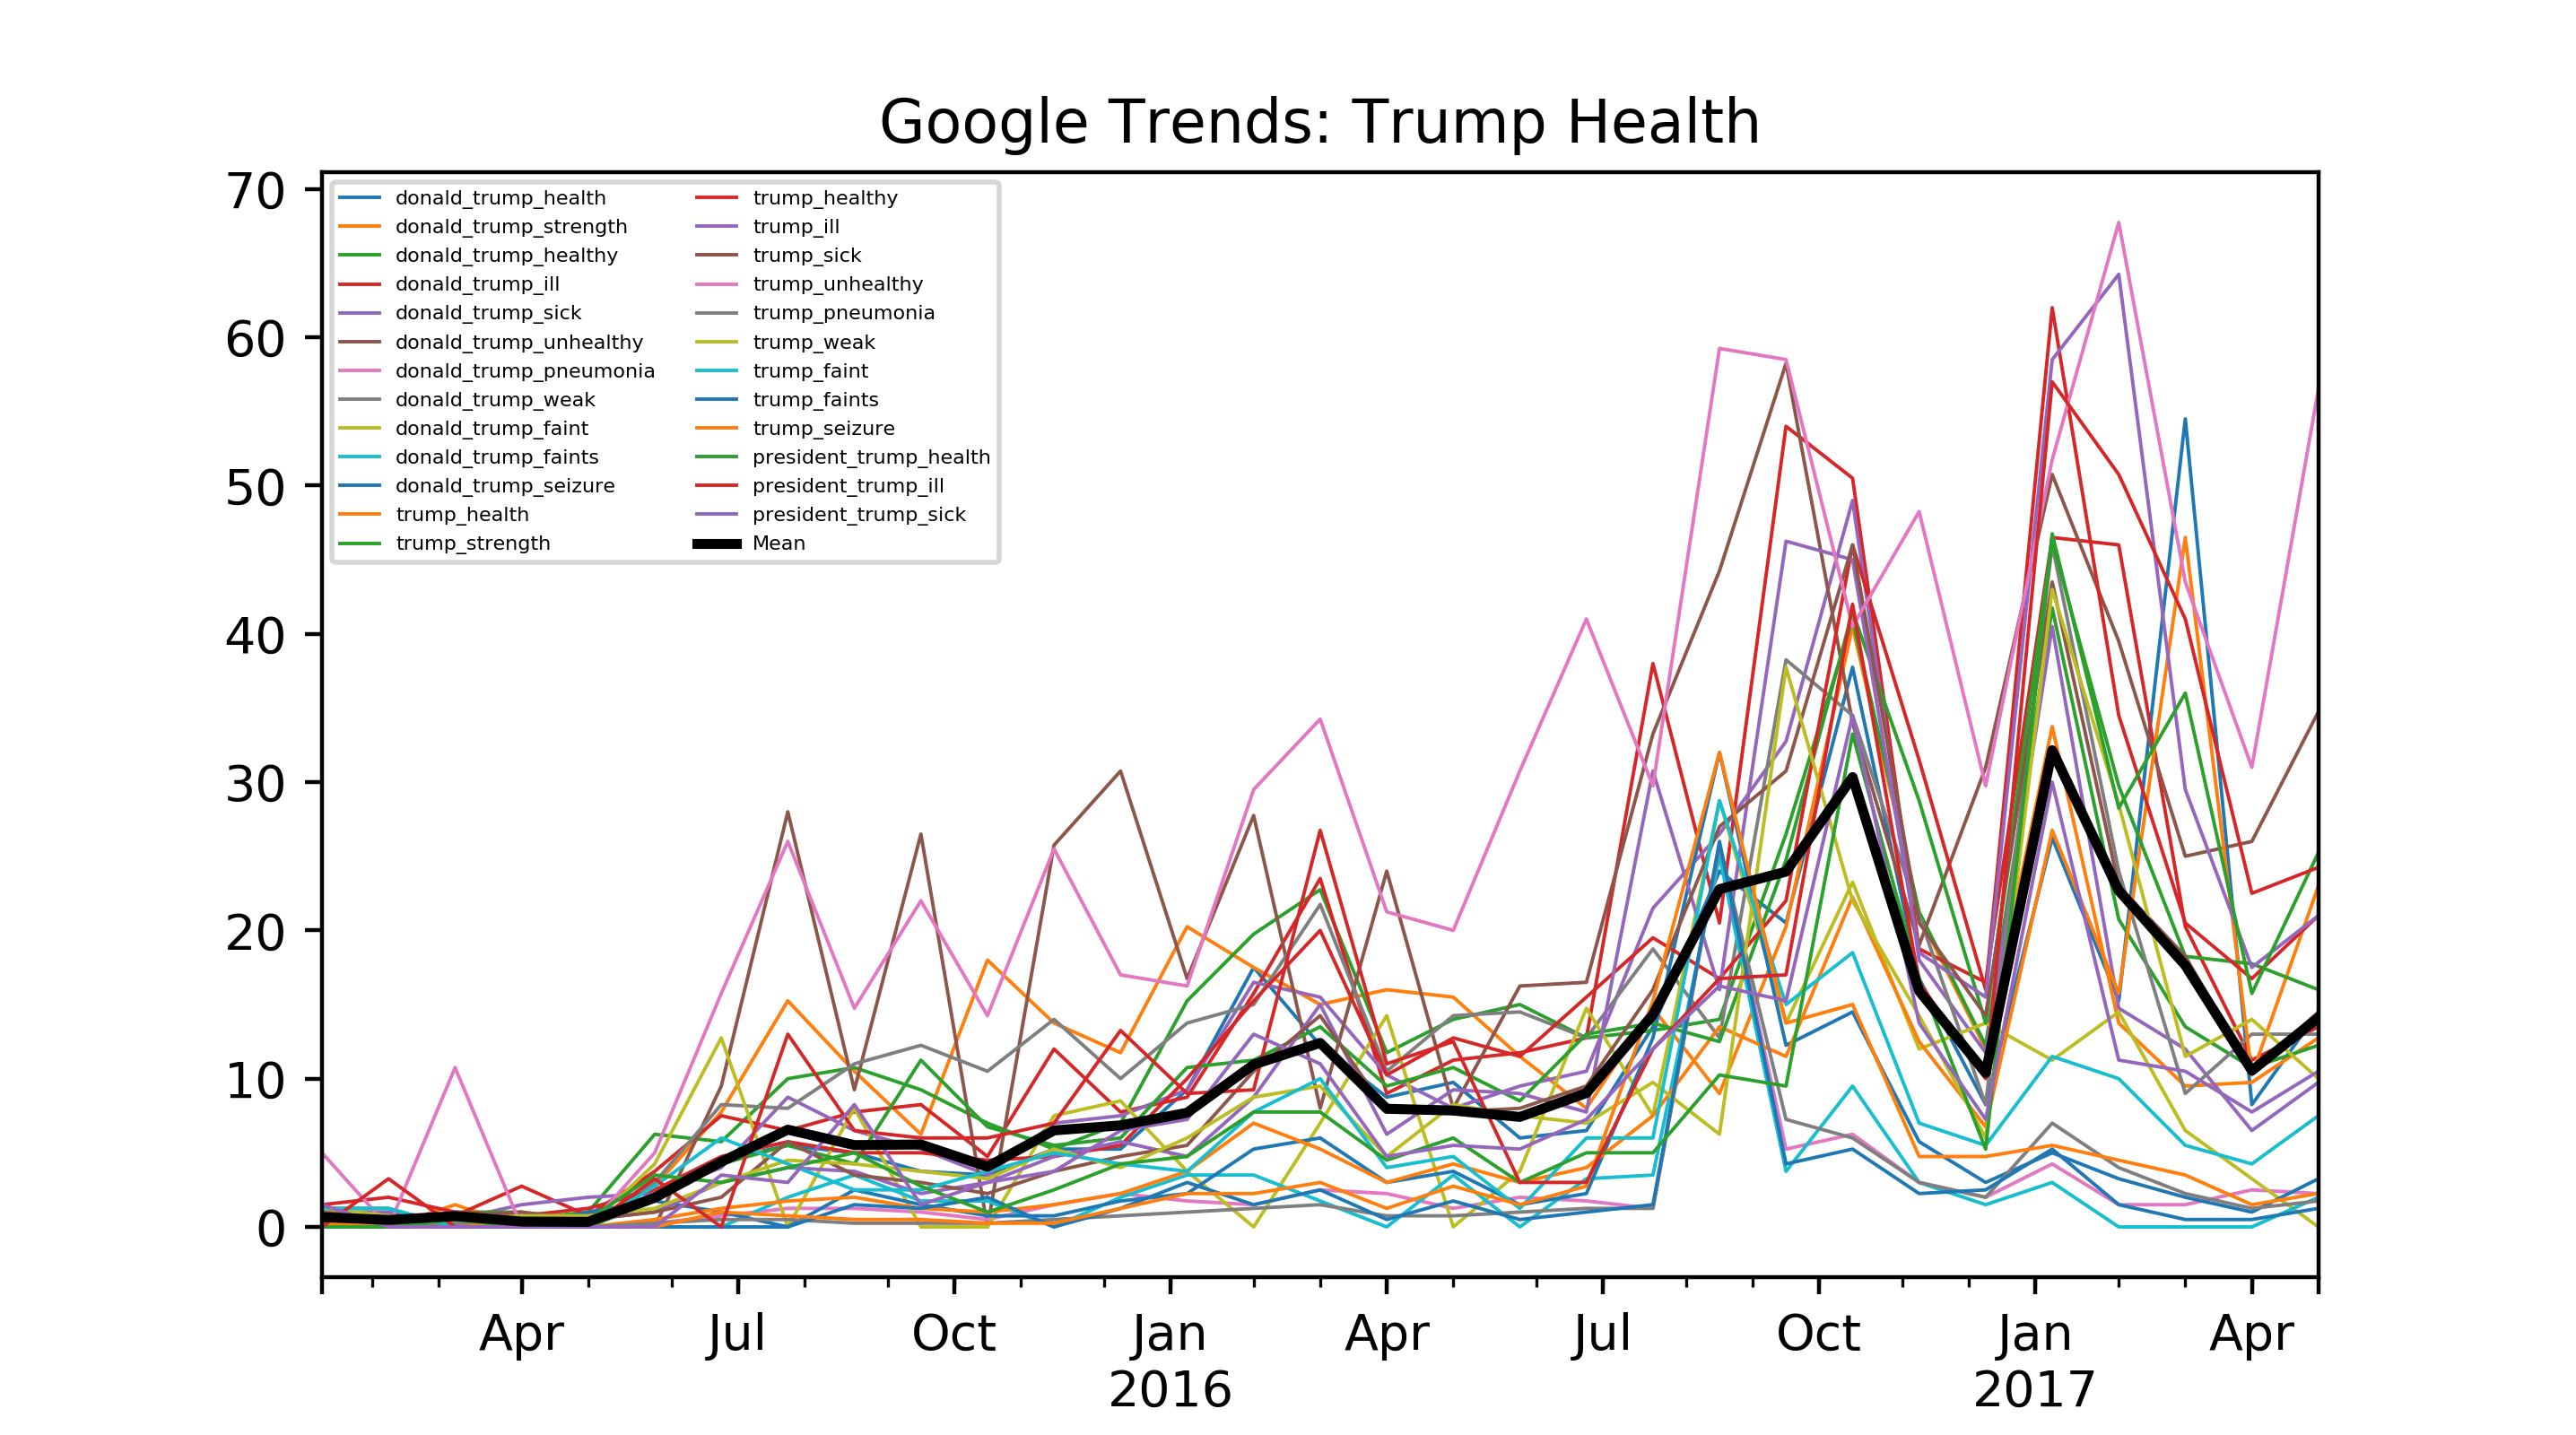 Google Trends: Trump Health
70
60
50
40
30
20
10
0
donald_trump_health
donald_trump_strength
donald_trump_healthy
donald_trump_ill
donald_trump_sick
donald_trump_unhealthy
donald_trump_pneumonia
donald_trump_weak
donald_trump_faint
donald_trump_faints
donald_trump_seizure
trump_health
trump_strength
trump_healthy
trump_ill
trump_sick
trump_unhealthy
trump_pneumonia
trump_weak
trump_faint
trump_faints
trump_seizure
president_trump_health
president_trump_ill
president_trump_sick
Mean
Apr Jul Oct Jan Apr Jul Oct Jan Apr
2016 2017